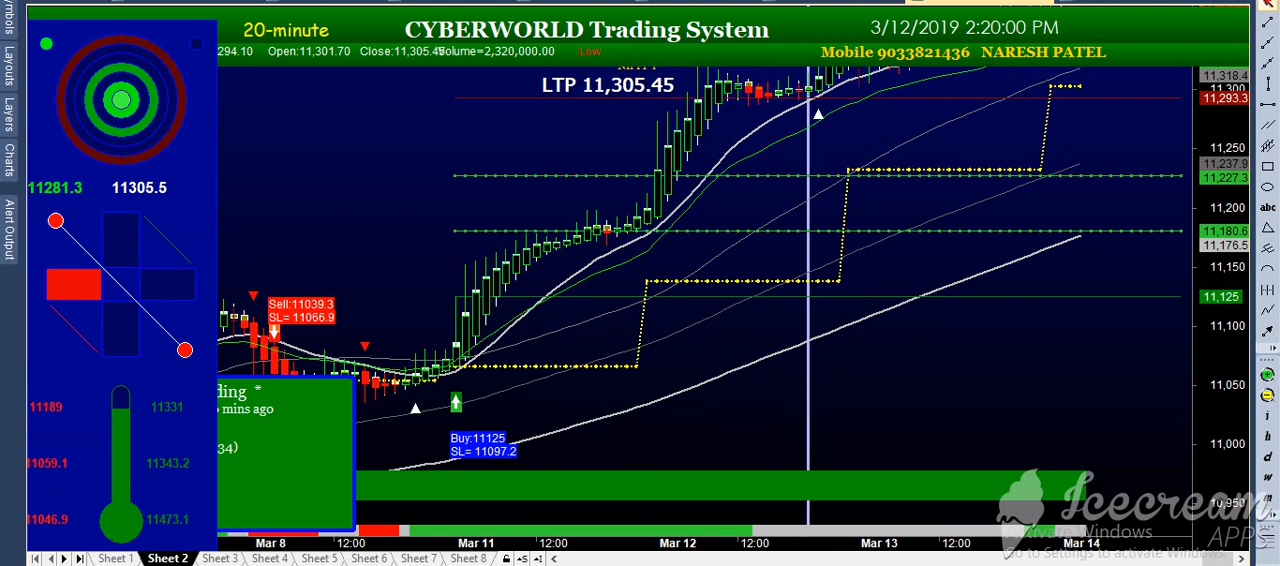 20-minute
CYBERWORLD Trading System
3/12/2019 2:20:00 PM
294.10 Open:11,301.70 Close:11,305.45 Volume=2,320,000.00 Low
Mobile 9033821436 NARESH PATEL
LTP 11,305.45
11281.3 11305.5
Sell:11039.3
SL= 11066.9
Buy:11125
SL= 11097.2
ding *
mins ago
34)
11189 11331
11059.1 11343.2
11046.9 11473.1
11,318.4
11,300
11,293.3
11,250
11,237.9
11,227.3
11,200
11,180.6
11,176.5
11,150
11,125
11,100
11,050
11,000
10,950
Mar 8 12:00 Mar 11 12:00 Mar 12 12:00 Mar 13 12:00 Mar 14
Sheet 1 Sheet 2 Sheet 3 Sheet 4 Sheet 5 Sheet 6 Sheet 7 Sheet 8
Layouts
Layers
Charts
Alert Output
abc
Icecream
APPS
Activate Windows
Go to Settings to activate Windows.